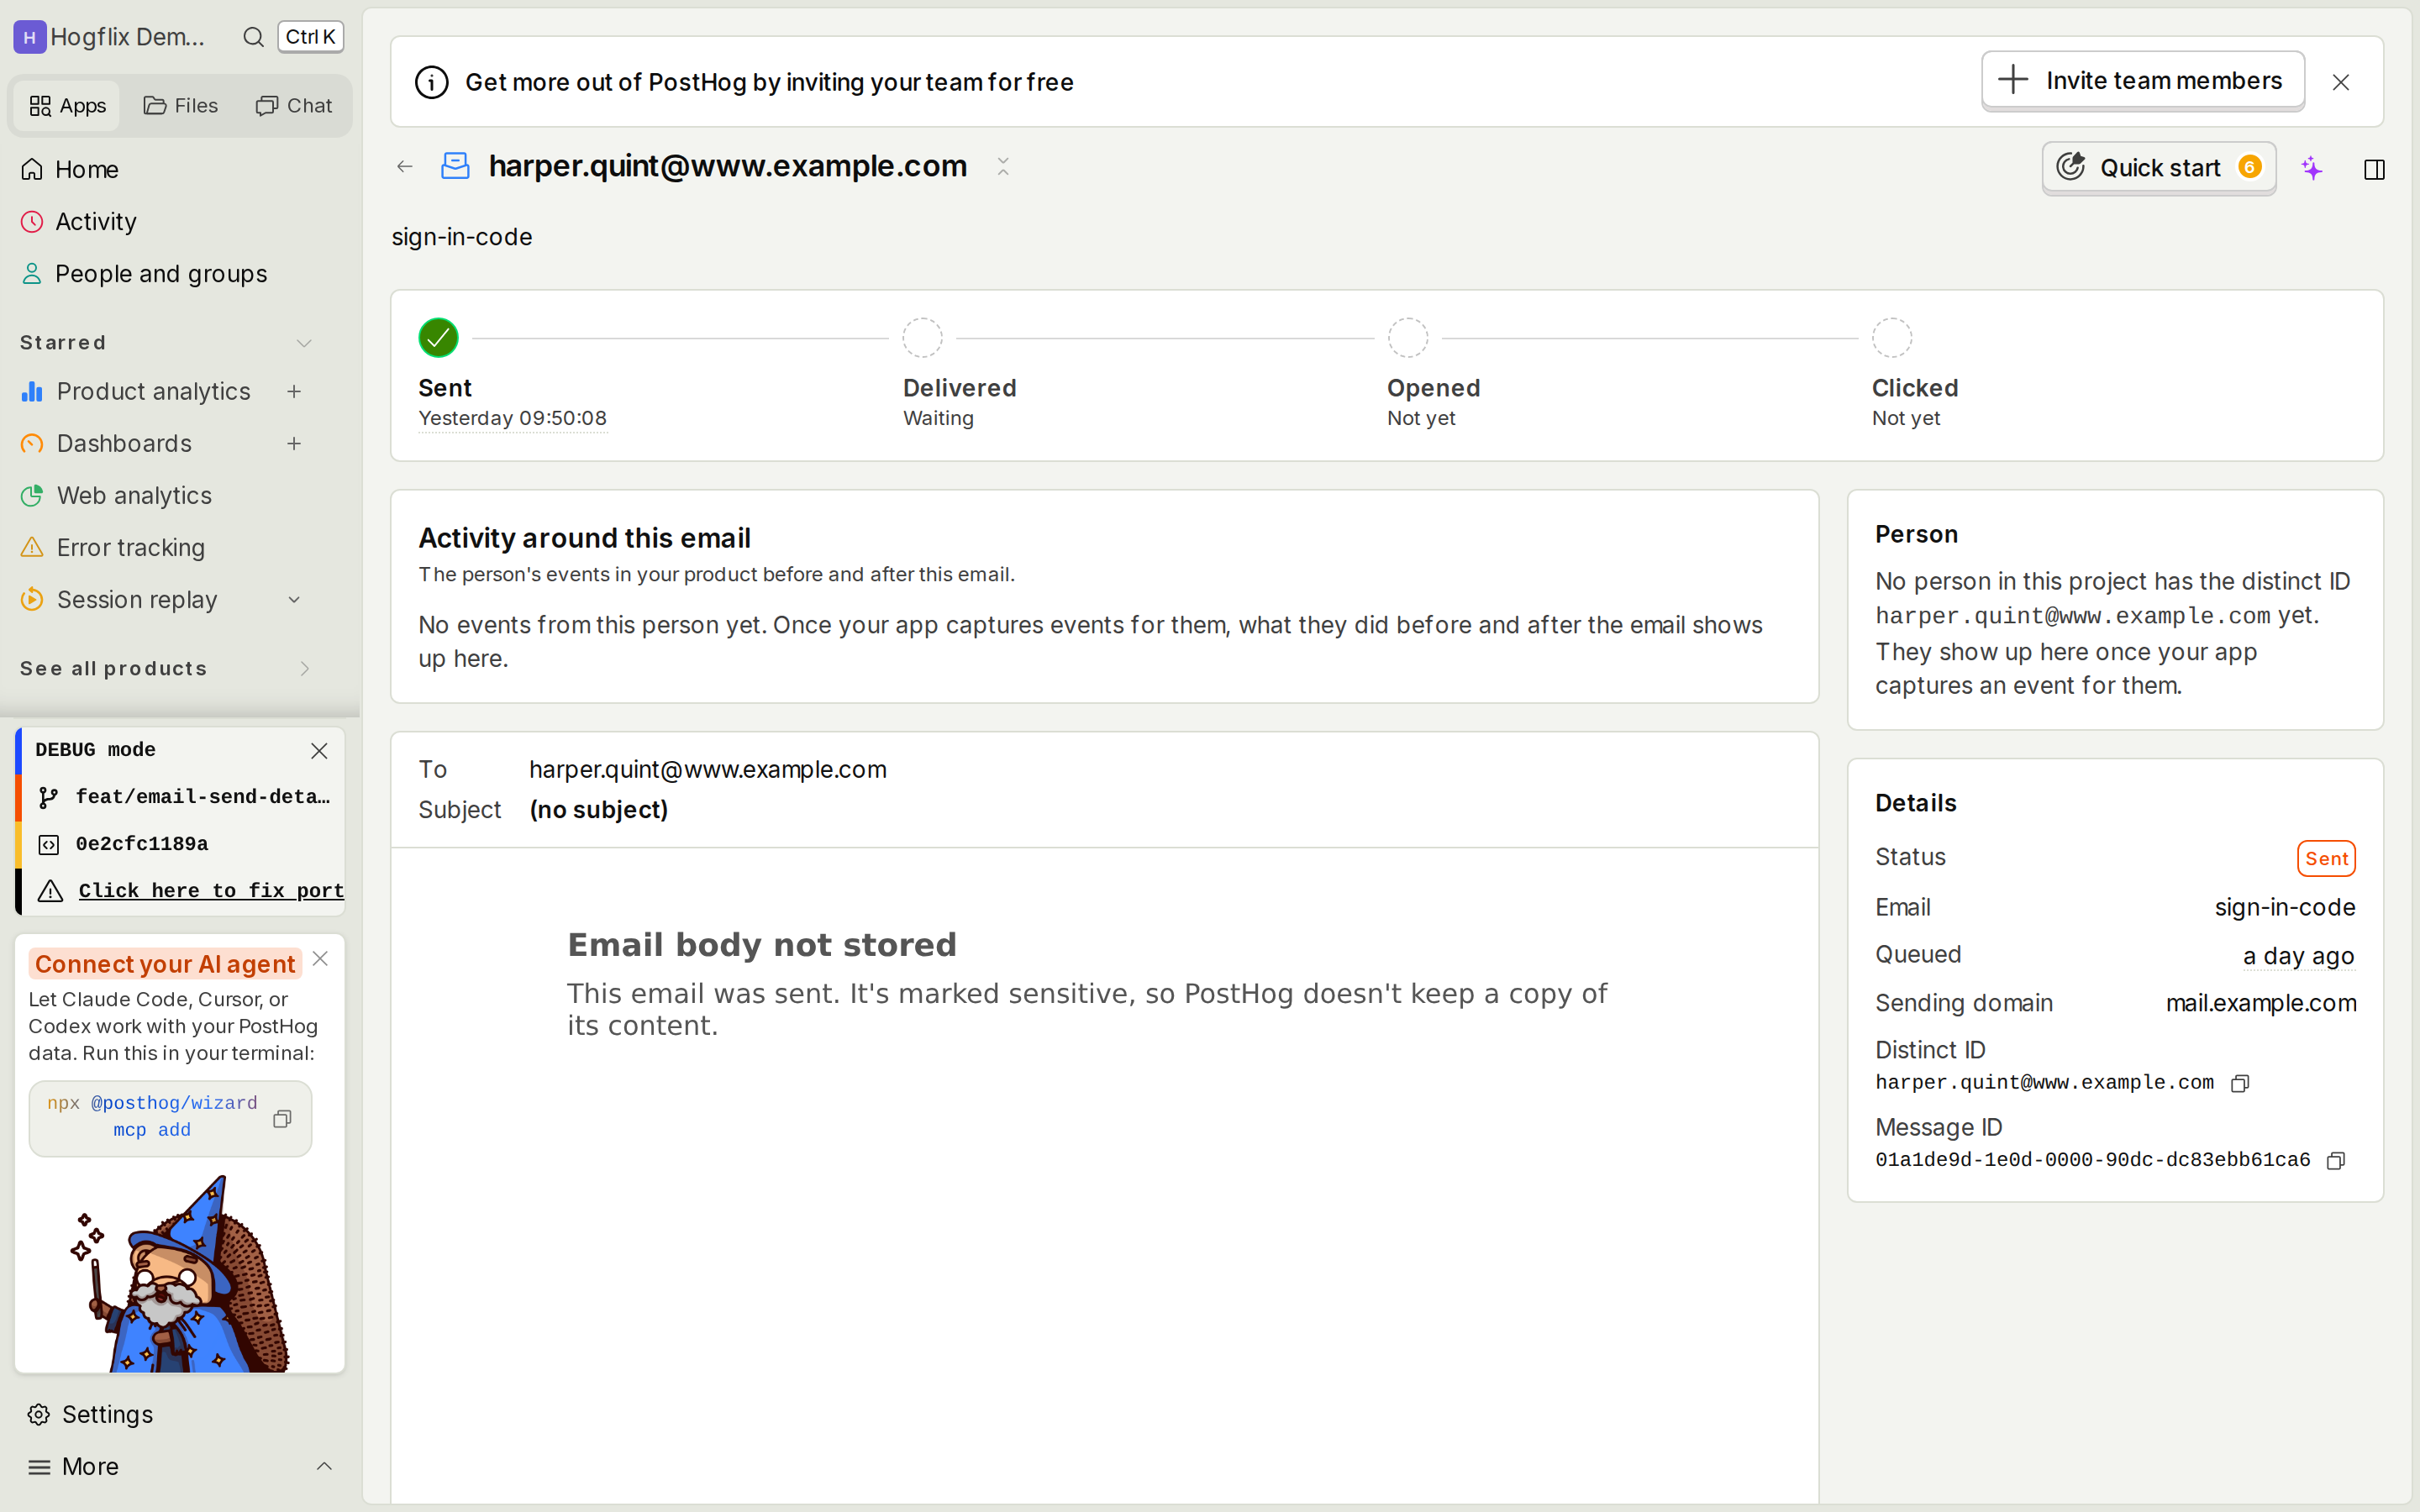 H Hogflix Dem... Ctrl K
Apps Files Chat
Home
Activity
People and groups
Starred
Product analytics
Dashboards
Web analytics
Error tracking
Session replay
See all products
DEBUG mode
feat/email-send-deta…
0e2cfc1189a
Click here to fix port
Connect your AI agent
Let Claude Code, Cursor, or
Codex work with your PostHog
data. Run this in your terminal:
npx @posthog/wizard
mcp add
Settings
More
Get more out of PostHog by inviting your team for free
Invite team members
harper.quint@www.example.com
Quick start 6
sign-in-code
Sent
Yesterday 09:50:08
Delivered
Waiting
Opened
Not yet
Clicked
Not yet
Activity around this email
The person's events in your product before and after this email.
No events from this person yet. Once your app captures events for them, what they did before and after the email shows
up here.
To harper.quint@www.example.com
Subject (no subject)
Email body not stored
This email was sent. It's marked sensitive, so PostHog doesn't keep a copy of
its content.
Person
No person in this project has the distinct ID
harper.quint@www.example.com yet.
They show up here once your app
captures an event for them.
Details
Status Sent
Email sign-in-code
Queued a day ago
Sending domain mail.example.com
Distinct ID
harper.quint@www.example.com
Message ID
01a1de9d-1e0d-0000-90dc-dc83ebb61ca6